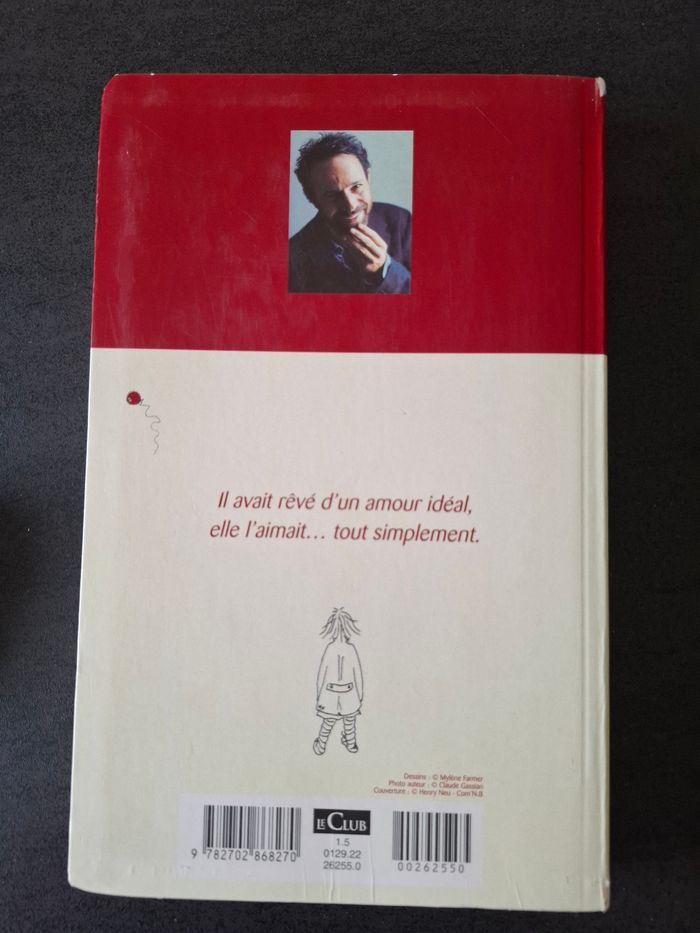 Il avait rêvé d'un amour idéal,
elle l'aimait... tout simplement.
Dessins : © Mylène Farmer
Photo auteur : © Claude Gassian
Couverture : © Henry Neu - Com'N.B
LE CLUB
1.5
0129.22
26255.0
9 782702 868270
00262550